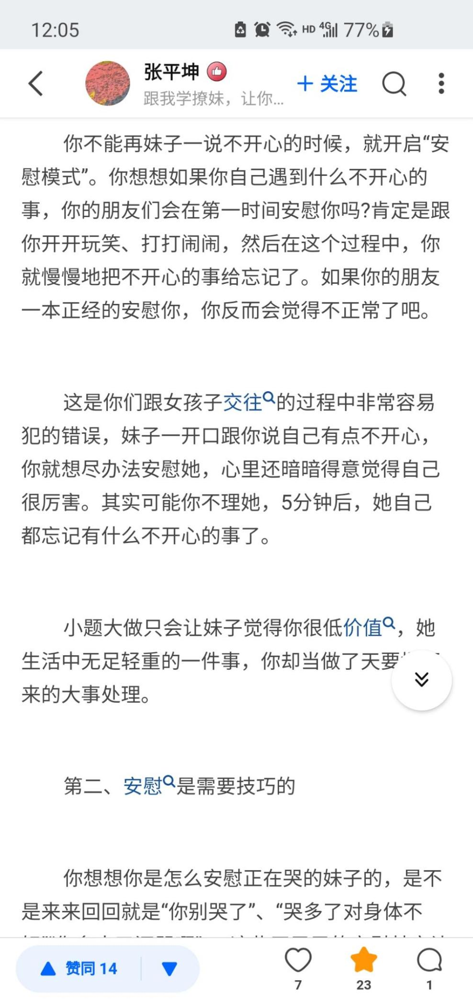 12:05
HD 4G 77%
张平坤
跟我学撩妹，让你...
+ 关注
你不能再妹子一说不开心的时候，就开启“安
慰模式”。你想想如果你自己遇到什么不开心的
事，你的朋友们会在第一时间安慰你吗?肯定是跟
你开开玩笑、打打闹闹，然后在这个过程中，你
就慢慢地把不开心的事给忘记了。如果你的朋友
一本正经的安慰你，你反而会觉得不正常了吧。
这是你们跟女孩子交往的过程中非常容易
犯的错误，妹子一开口跟你说自己有点不开心，
你就想尽办法安慰她，心里还暗暗得意觉得自己
很厉害。其实可能你不理她，5分钟后，她自己
都忘记有什么不开心的事了。
小题大做只会让妹子觉得你很低价值，她
生活中无足轻重的一件事，你却当做了天要
来的大事处理。
第二、安慰是需要技巧的
你想想你是怎么安慰正在哭的妹子的，是不
是来来回回就是“你别哭了”、“哭多了对身体不
赞同 14
7
23
1